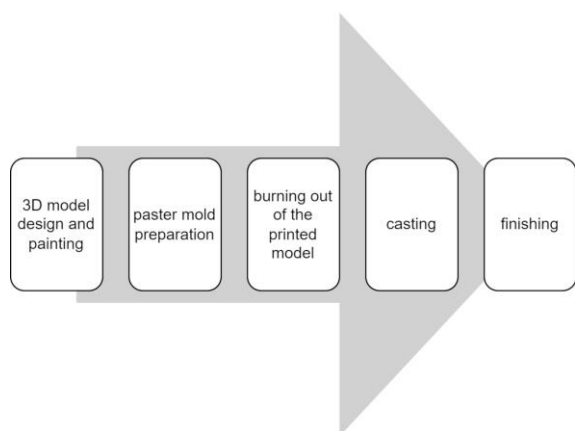 3D model
design and
painting
paster mold
preparation
burning out
of the
printed
model
casting
finishing